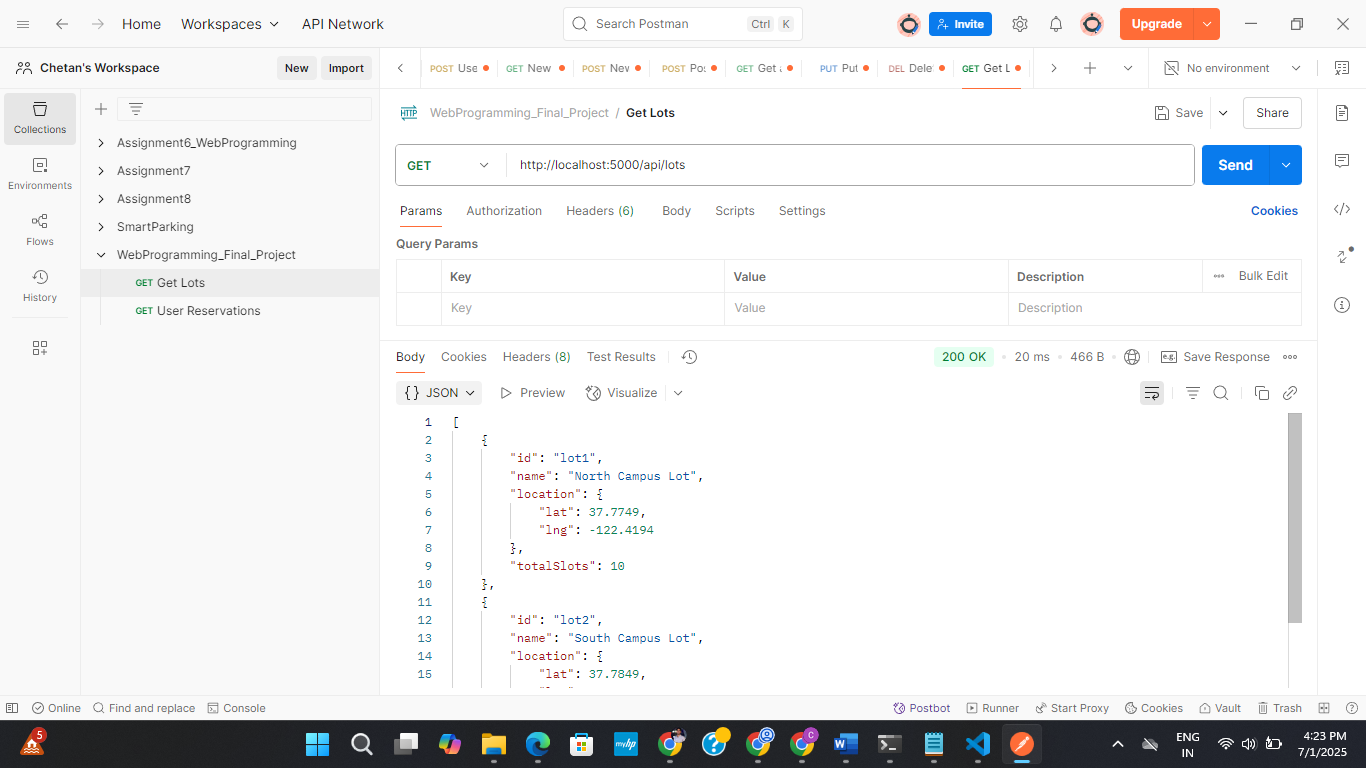 Home Workspaces API Network Search Postman Ctrl K Invite Upgrade
Chetan's Workspace New Import POST Use GET New POST Nev POST Po: GET Get PUT Put DEL Dele GET Get L No environment
Collections
Environments
Flows
History
Assignment6_WebProgramming
Assignment7
Assignment8
SmartParking
WebProgramming_Final_Project
GET Get Lots
GET User Reservations
HTTP WebProgramming_Final_Project / Get Lots Save Share
GET http://localhost:5000/api/lots Send
Params Authorization Headers (6) Body Scripts Settings Cookies
Query Params
Key Value Description Bulk Edit
Key Value Description
Body Cookies Headers (8) Test Results 200 OK 20 ms 466 B e.g. Save Response
{} JSON Preview Visualize
1 [
2 {
3 "id": "lot1",
4 "name": "North Campus Lot",
5 "location": {
6 "lat": 37.7749,
7 "lng": -122.4194
8 },
9 "totalSlots": 10
10 },
11 {
12 "id": "lot2",
13 "name": "South Campus Lot",
14 "location": {
15 "lat": 37.7849,
Online Find and replace Console Postbot Runner Start Proxy Cookies Vault Trash
5 myhp C ENG IN 4:23 PM 7/1/2025